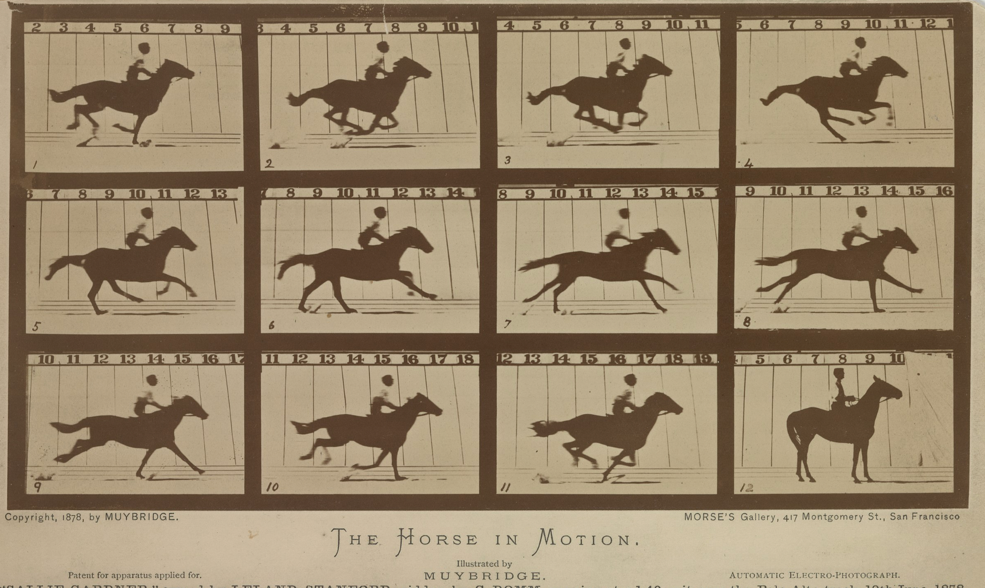 2 3 4 5 6 7 8 9
3 4 5 6 7 8 9 10 1
4 5 6 7 8 9 10 11
6 7 8 9 10 11 12 1
1
2
3
4
6 7 8 9 10 11 12 13
8 9 10 11 12 13 14 1
8 9 10 11 12 13 14 15
9 10 11 12 13 14 15 16
5
6
7
8
10 11 12 13 14 15 16 17
11 12 13 14 15 16 17 18
12 13 14 15 16 17 18 19
5 6 7 8 9 10
9
10
11
12
Copyright, 1878, by MUYBRIDGE.
MORSE'S Gallery, 417 Montgomery St., San Francisco
THE HORSE IN MOTION.
Illustrated by
Patent for apparatus applied for.
MUYBRIDGE.
AUTOMATIC ELECTRO-PHOTOGRAPH.